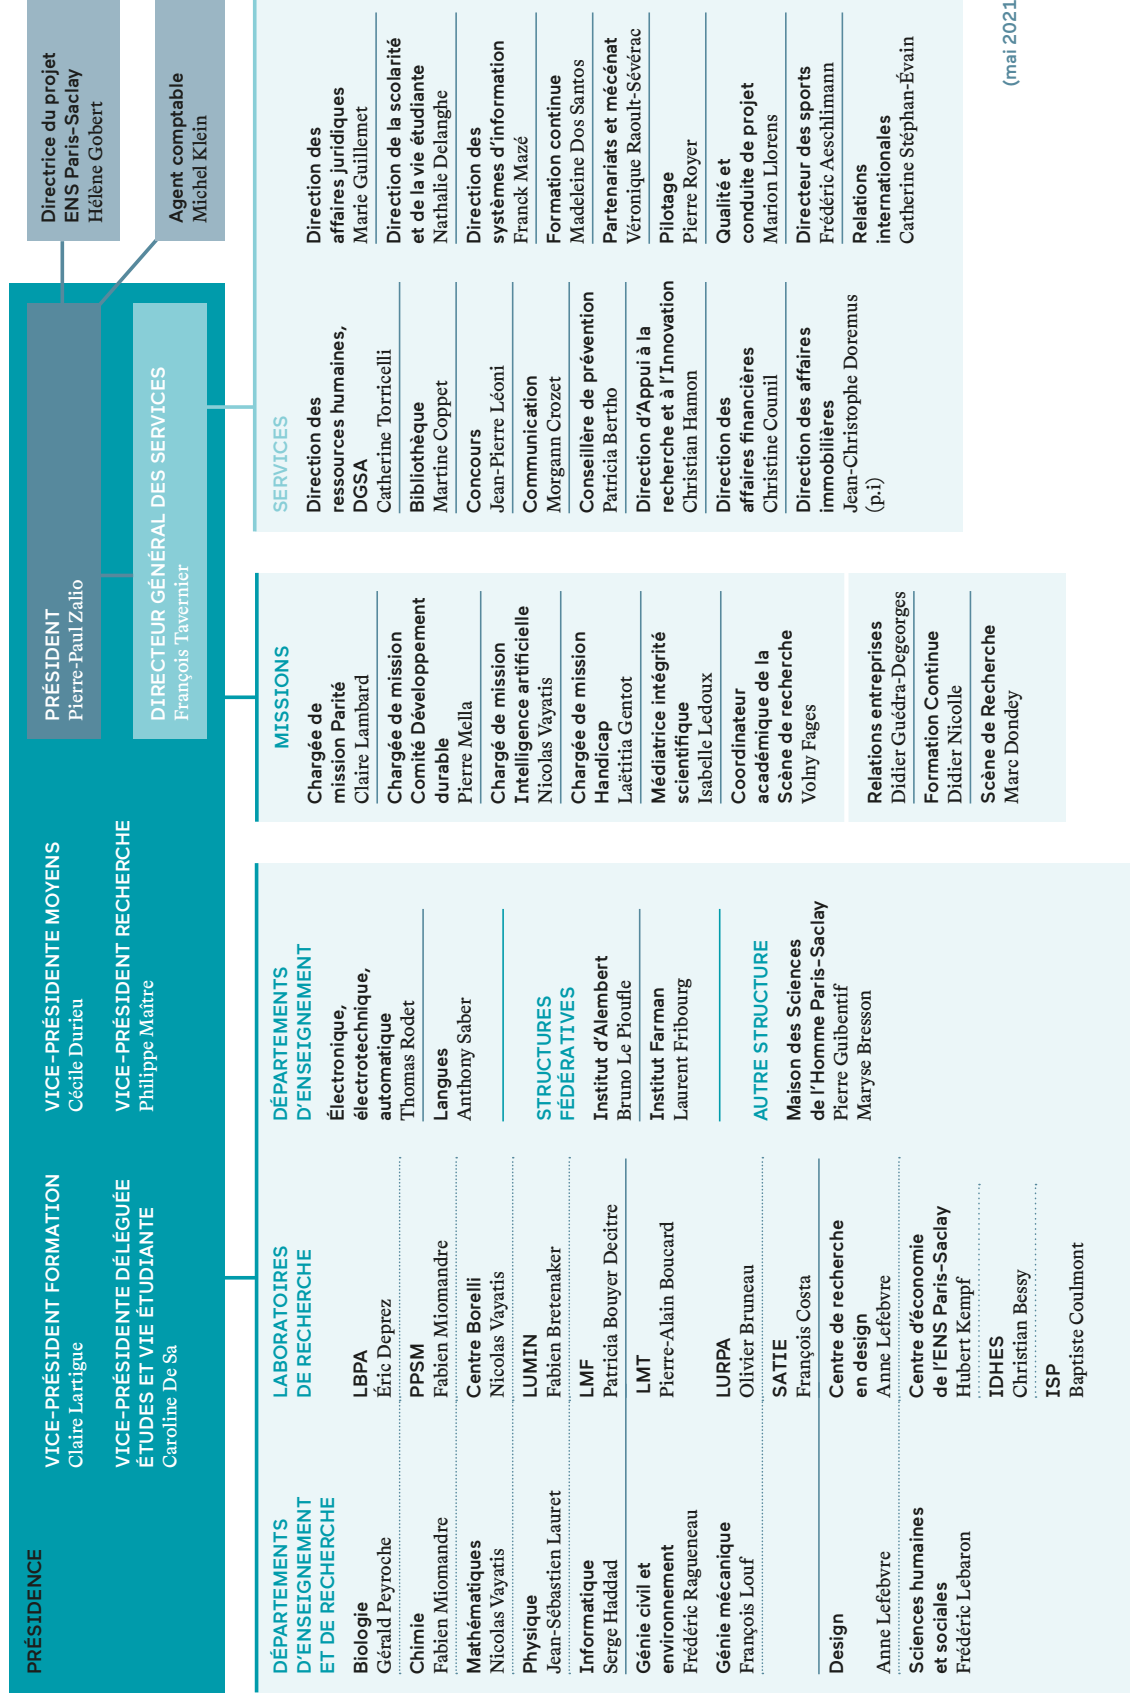 PRÉSIDENCE
VICE-PRÉSIDENT FORMATION
Claire Lartigue
VICE-PRÉSIDENTE DÉLÉGUÉE
ÉTUDES ET VIE ÉTUDIANTE
Caroline De Sa
VICE-PRÉSIDENTE MOYENS
Cécile Durieu
VICE-PRÉSIDENT RECHERCHE
Philippe Maître
PRÉSIDENT
Pierre-Paul Zalio
DIRECTEUR GÉNÉRAL DES SERVICES
François Tavernier
Directrice du projet
ENS Paris-Saclay
Hélène Gobert
Agent comptable
Michel Klein
DÉPARTEMENTS
D'ENSEIGNEMENT
ET DE RECHERCHE
Biologie
Gérald Peyroche
Chimie
Fabien Miomandre
Mathématiques
Nicolas Vayatis
Physique
Jean-Sébastien Lauret
Informatique
Serge Haddad
Génie civil et
environnement
Frédéric Ragueneau
Génie mécanique
François Louf
Design
Anne Lefebvre
Sciences humaines
et sociales
Frédéric Lebaron
LABORATOIRES
DE RECHERCHE
LBPA
Éric Deprez
PPSM
Fabien Miomandre
Centre Borelli
Nicolas Vayatis
LUMIN
Fabien Bretenaker
LMF
Patricia Bouyer Decitre
LMT
Pierre-Alain Boucard
LURPA
Olivier Bruneau
SATIE
François Costa
Centre de recherche
en design
Anne Lefebvre
Centre d'économie
de l'ENS Paris-Saclay
Hubert Kempf
IDHES
Christian Bessy
ISP
Baptiste Coulmont
DÉPARTEMENTS
D'ENSEIGNEMENT
Électronique,
électrotechnique,
automatique
Thomas Rodet
Langues
Anthony Saber
STRUCTURES
FÉDÉRATIVES
Institut d'Alembert
Bruno Le Pioufle
Institut Farman
Laurent Fribourg
AUTRE STRUCTURE
Maison des Sciences
de l'Homme Paris-Saclay
Pierre Guibentif
Maryse Bresson
MISSIONS
Chargée de
mission Parité
Claire Lambard
Chargée de mission
Comité Développement
durable
Pierre Mella
Chargé de mission
Intelligence artificielle
Nicolas Vayatis
Chargée de mission
Handicap
Laëtitia Gentot
Médiatrice intégrité
scientifique
Isabelle Ledoux
Coordinateur
académique de la
Scène de recherche
Volny Fages
Relations entreprises
Didier Guédra-Degeorges
Formation Continue
Didier Nicolle
Scène de Recherche
Marc Dondey
SERVICES
Direction des
ressources humaines,
DGSA
Catherine Torricelli
Bibliothèque
Martine Coppet
Concours
Jean-Pierre Léoni
Communication
Morgann Crozet
Conseillère de prévention
Patricia Bertho
Direction d'Appui à la
recherche et à l'Innovation
Christian Hamon
Direction des
affaires financières
Christine Counil
Direction des affaires
immobilières
Jean-Christophe Doremus
(p.i)
Direction des
affaires juridiques
Marie Guillemet
Direction de la scolarité
et de la vie étudiante
Nathalie Delanghe
Direction des
systèmes d'information
Franck Mazé
Formation continue
Madeleine Dos Santos
Partenariats et mécénat
Véronique Raoult-Sévérac
Pilotage
Pierre Royer
Qualité et
conduite de projet
Marion Llorens
Directeur des sports
Frédéric Aeschlimann
Relations
internationales
Catherine Stéphan-Évain
(mai 2021